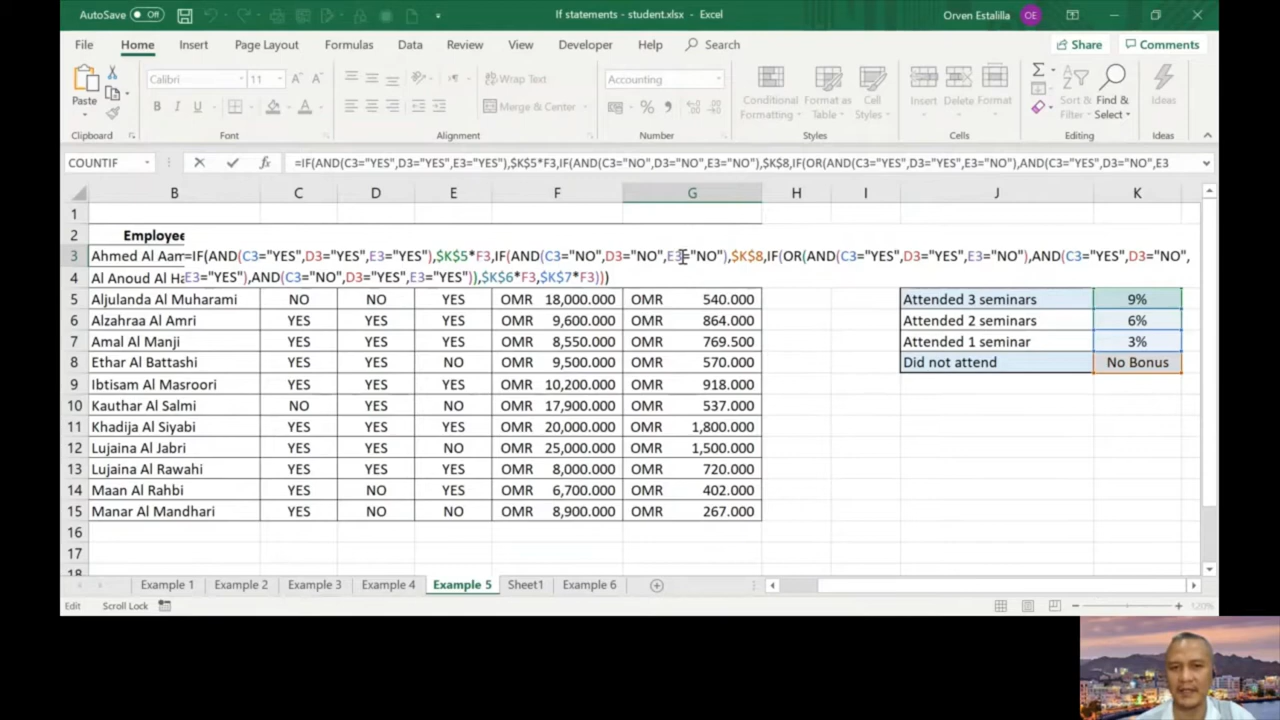 AutoSave Off If statements - student.xlsx - Excel Orven Estalilla OE
File Home Insert Page Layout Formulas Data Review View Developer Help Search Share Comments
Paste Calibri 11 Wrap Text Merge & Center Accounting Conditional Formatting Format as Table Cell Styles Insert Delete Format Sort & Filter Find & Select Ideas
Clipboard Font Alignment Number Styles Cells Editing Ideas
COUNTIF =IF(AND(C3="YES",D3="YES",E3="YES"),$K$5*F3,IF(AND(C3="NO",D3="NO",E3="NO"),$K$8,IF(OR(AND(C3="YES",D3="YES",E3="NO"),AND(C3="YES",D3="NO",E3
B C D E F G H I J K
1
2 Employee
3 Ahmed Al Aam =IF(AND(C3="YES",D3="YES",E3="YES"),$K$5*F3,IF(AND(C3="NO",D3="NO",E3="NO"),$K$8,IF(OR(AND(C3="YES",D3="YES",E3="NO"),AND(C3="YES",D3="NO",
4 Al Anoud Al Ha E3="YES"),AND(C3="NO",D3="YES",E3="YES")),$K$6*F3,$K$7*F3)))
5 Aljulanda Al Muharami NO NO YES OMR 18,000.000 OMR 540.000 Attended 3 seminars 9%
6 Alzahraa Al Amri YES YES YES OMR 9,600.000 OMR 864.000 Attended 2 seminars 6%
7 Amal Al Manji YES YES YES OMR 8,550.000 OMR 769.500 Attended 1 seminar 3%
8 Ethar Al Battashi YES YES NO OMR 9,500.000 OMR 570.000 Did not attend No Bonus
9 Ibtisam Al Masroori YES YES YES OMR 10,200.000 OMR 918.000
10 Kauthar Al Salmi NO YES NO OMR 17,900.000 OMR 537.000
11 Khadija Al Siyabi YES YES YES OMR 20,000.000 OMR 1,800.000
12 Lujaina Al Jabri YES YES NO OMR 25,000.000 OMR 1,500.000
13 Lujaina Al Rawahi YES YES YES OMR 8,000.000 OMR 720.000
14 Maan Al Rahbi YES NO YES OMR 6,700.000 OMR 402.000
15 Manar Al Mandhari YES NO NO OMR 8,900.000 OMR 267.000
16
17
18
Example 1 Example 2 Example 3 Example 4 Example 5 Sheet1 Example 6
Edit Scroll Lock 120%